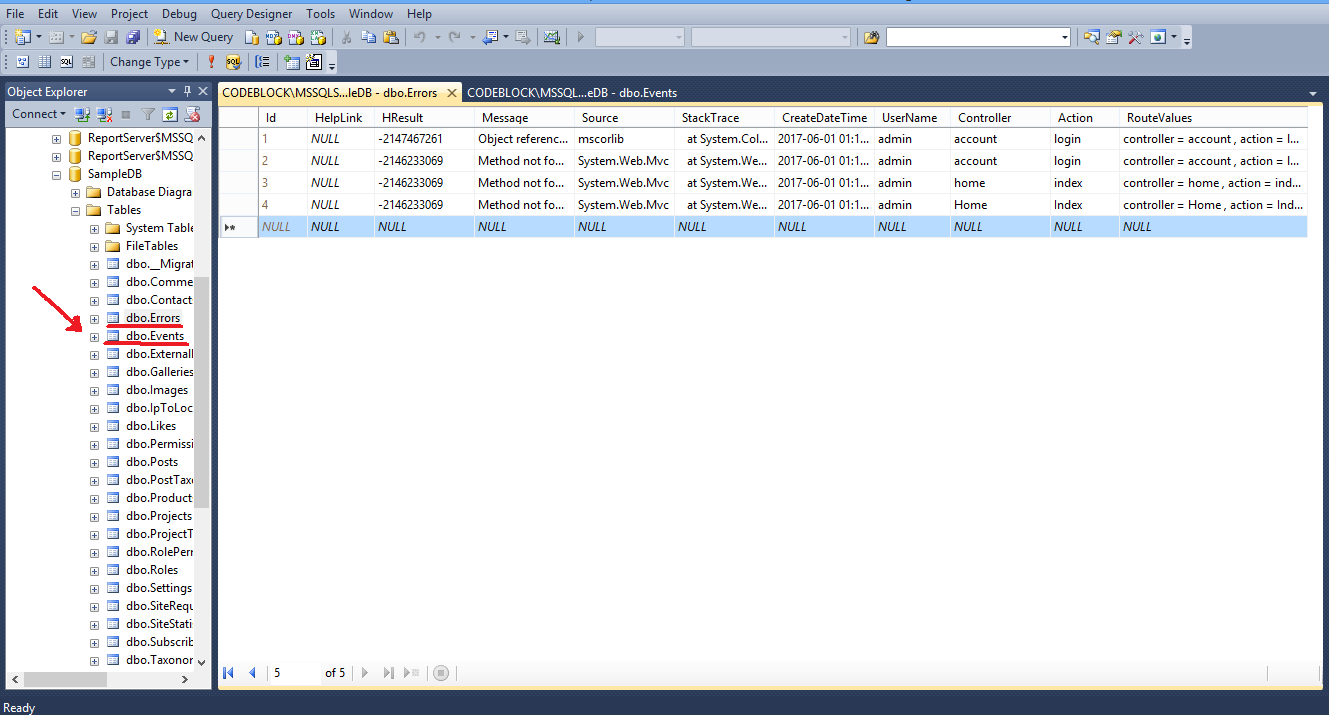 File Edit View Project Debug Query Designer Tools Window Help
New Query
Change Type
Object Explorer
Connect
ReportServer$MSSQ
ReportServer$MSSQ
SampleDB
Database Diagra
Tables
System Table
FileTables
dbo.__Migrat
dbo.Comme
dbo.Contact
dbo.Errors
dbo.Events
dbo.Externall
dbo.Galleries
dbo.Images
dbo.IpToLoc
dbo.Likes
dbo.Permissi
dbo.Posts
dbo.PostTaxo
dbo.Product
dbo.Projects
dbo.ProjectT
dbo.RolePerr
dbo.Roles
dbo.Settings
dbo.SiteRequ
dbo.SiteStati
dbo.Subscrib
dbo.Taxonor
CODEBLOCK\MSSQLS...leDB - dbo.Errors CODEBLOCK\MSSQL...eDB - dbo.Events
Id HelpLink HResult Message Source StackTrace CreateDateTime UserName Controller Action RouteValues
1 NULL -2147467261 Object referenc... mscorlib at System.Col... 2017-06-01 01:1... admin account login controller = account , action = l...
2 NULL -2146233069 Method not fo... System.Web.Mvc at System.We... 2017-06-01 01:1... admin account login controller = account , action = l...
3 NULL -2146233069 Method not fo... System.Web.Mvc at System.We... 2017-06-01 01:1... admin home index controller = home , action = ind...
4 NULL -2146233069 Method not fo... System.Web.Mvc at System.We... 2017-06-01 01:1... admin Home Index controller = Home , action = Ind...
NULL NULL NULL NULL NULL NULL NULL NULL NULL NULL NULL
5 of 5
Ready